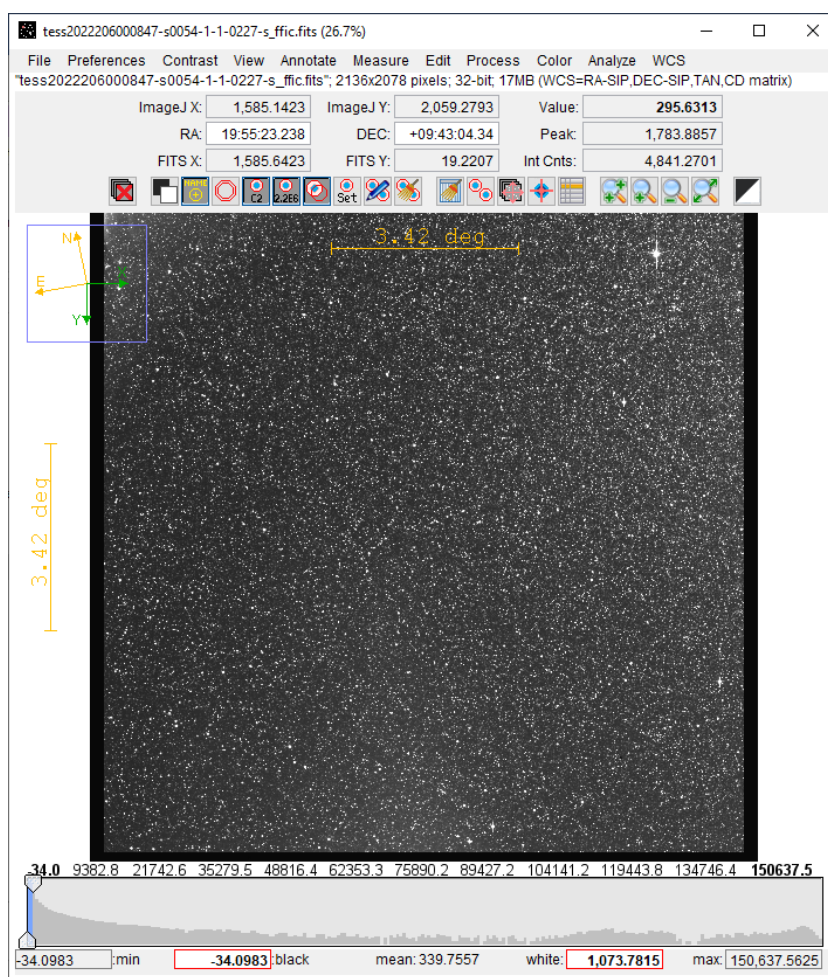 tess2022206000847-s0054-1-1-0227-s_ffic.fits (26.7%)
File Preferences Contrast View Annotate Measure Edit Process Color Analyze WCS
"tess2022206000847-s0054-1-1-0227-s_ffic.fits"; 2136x2078 pixels; 32-bit; 17MB (WCS=RA-SIP,DEC-SIP,TAN,CD matrix)
ImageJ X: 1,585.1423 ImageJ Y: 2,059.2793 Value: 295.6313
RA: 19:55:23.238 DEC: +09:43:04.34 Peak: 1,783.8857
FITS X: 1,585.6423 FITS Y: 19.2207 Int Cnts: 4,841.2701
NAME C2 2.2E6 Set
3.42 deg
N
E X
Y
3.42 deg
-34.0 9382.8 21742.6 35279.5 48816.4 62353.3 75890.2 89427.2 104141.2 119443.8 134746.4 150637.5
-34.0983 :min -34.0983 :black mean: 339.7557 white: 1,073.7815 max: 150,637.5625